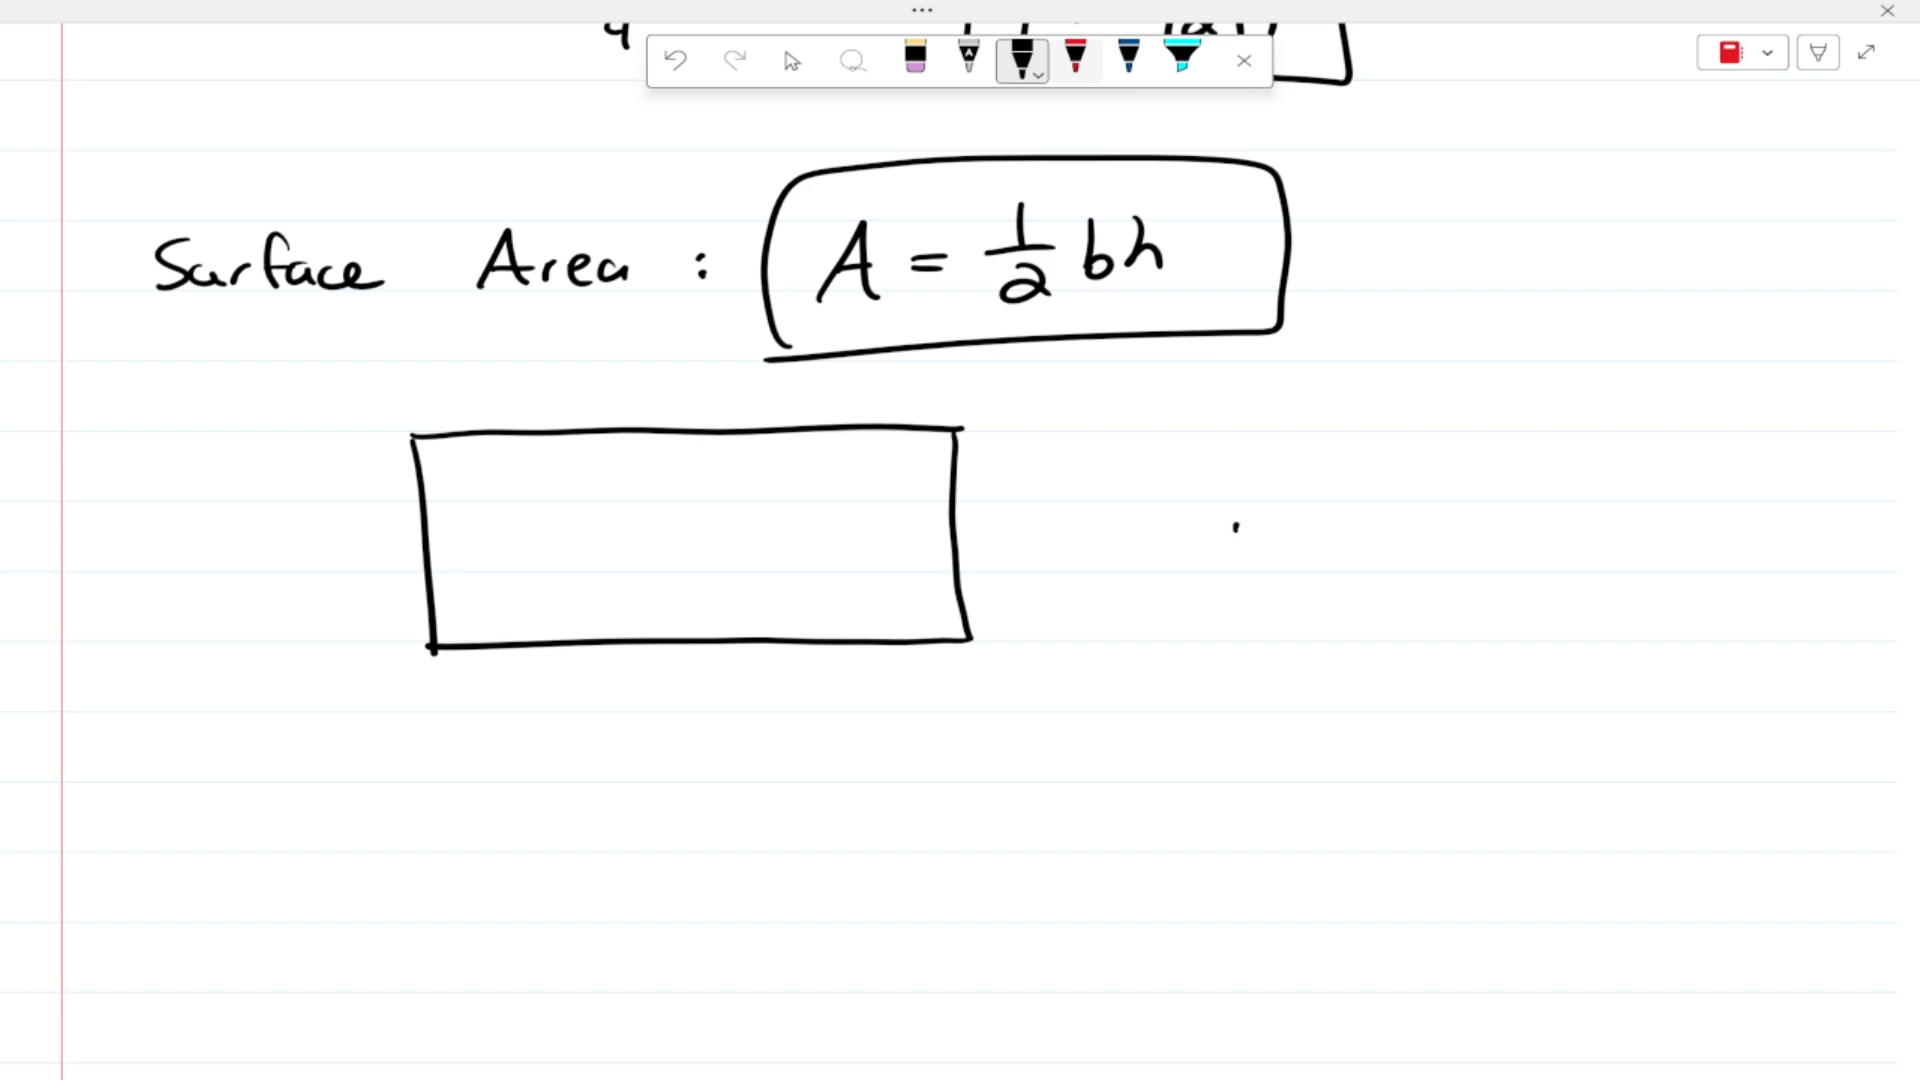 Surface Area : A = 1/2 bh